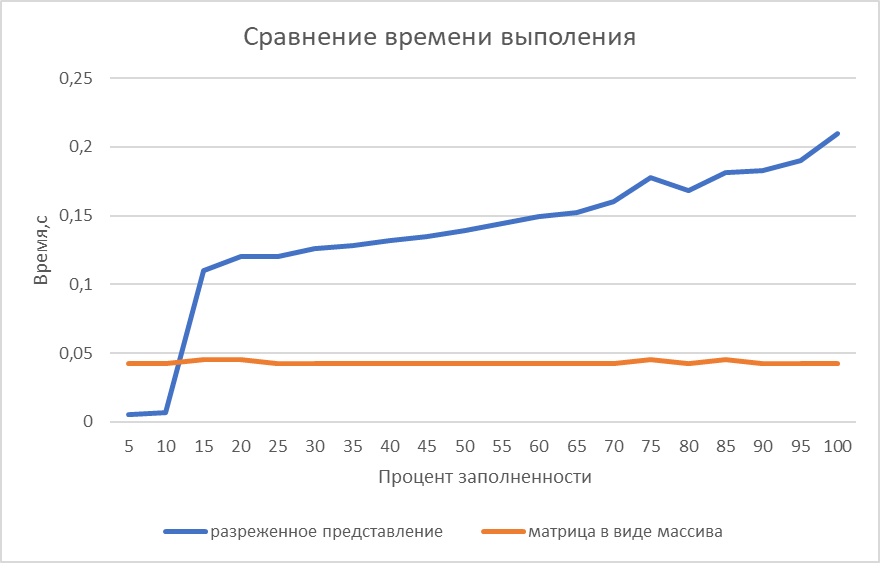 Сравнение времени выполения
0,25
0,2
0,15
0,1
0,05
0
Время,с
5 10 15 20 25 30 35 40 45 50 55 60 65 70 75 80 85 90 95 100
Процент заполненности
разреженное представление матрица в виде массива